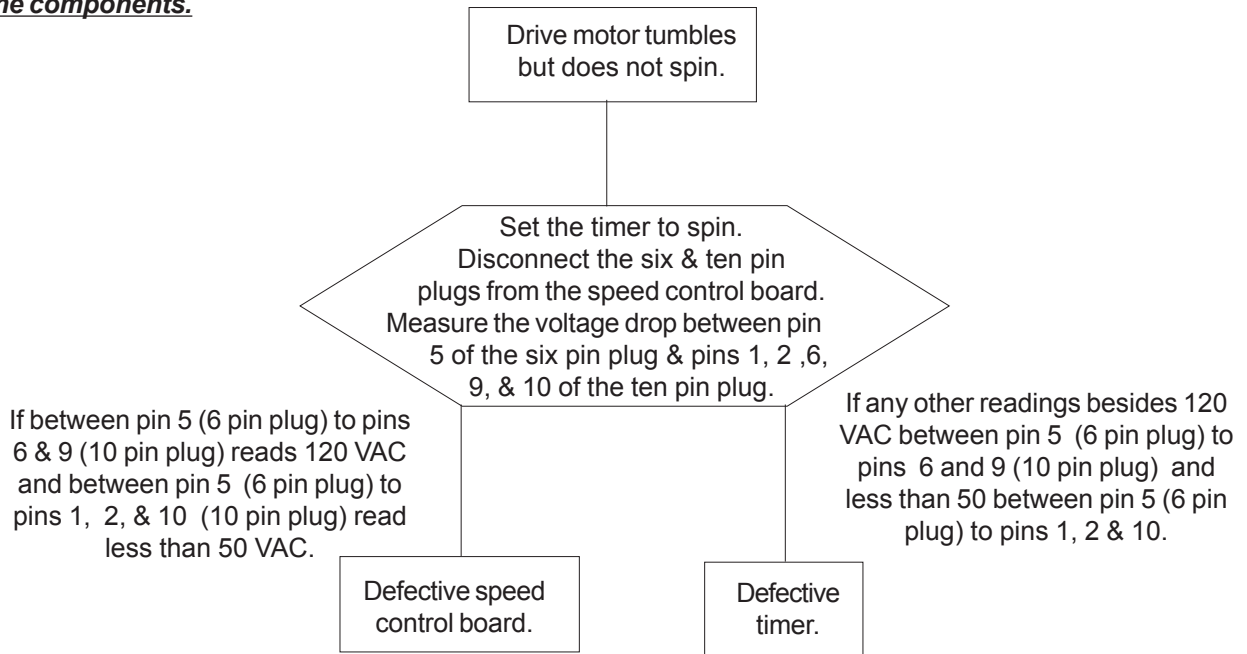 ne components.
Drive motor tumbles
but does not spin.
Set the timer to spin.
Disconnect the six & ten pin
plugs from the speed control board.
Measure the voltage drop between pin
5 of the six pin plug & pins 1, 2 ,6,
9, & 10 of the ten pin plug.
If between pin 5 (6 pin plug) to pins
6 & 9 (10 pin plug) reads 120 VAC
and between pin 5 (6 pin plug) to
pins 1, 2, & 10 (10 pin plug) read
less than 50 VAC.
If any other readings besides 120
VAC between pin 5 (6 pin plug) to
pins 6 and 9 (10 pin plug) and
less than 50 between pin 5 (6 pin
plug) to pins 1, 2 & 10.
Defective speed
control board.
Defective
timer.